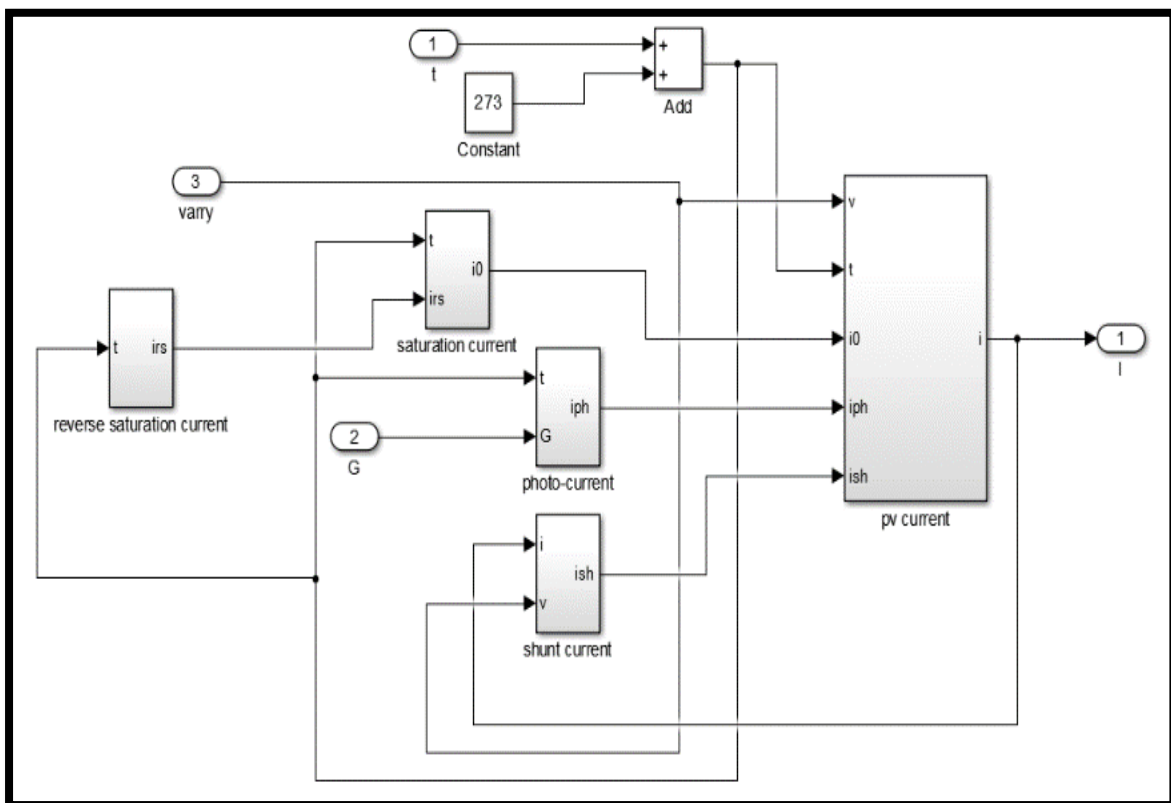 1
t
+
+
Add
273
Constant
3
varry
t
i0
irs
saturation current
t
irs
reverse saturation current
t
iph
G
photo-current
2
G
i
ish
v
shunt current
v
t
i0
i
iph
ish
pv current
1
I